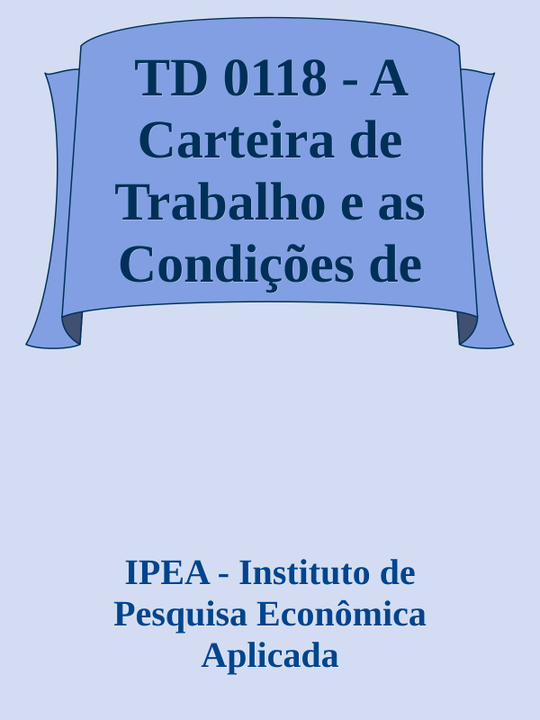 TD 0118 - A
Carteira de
Trabalho e as
Condições de
IPEA - Instituto de
Pesquisa Econômica
Aplicada